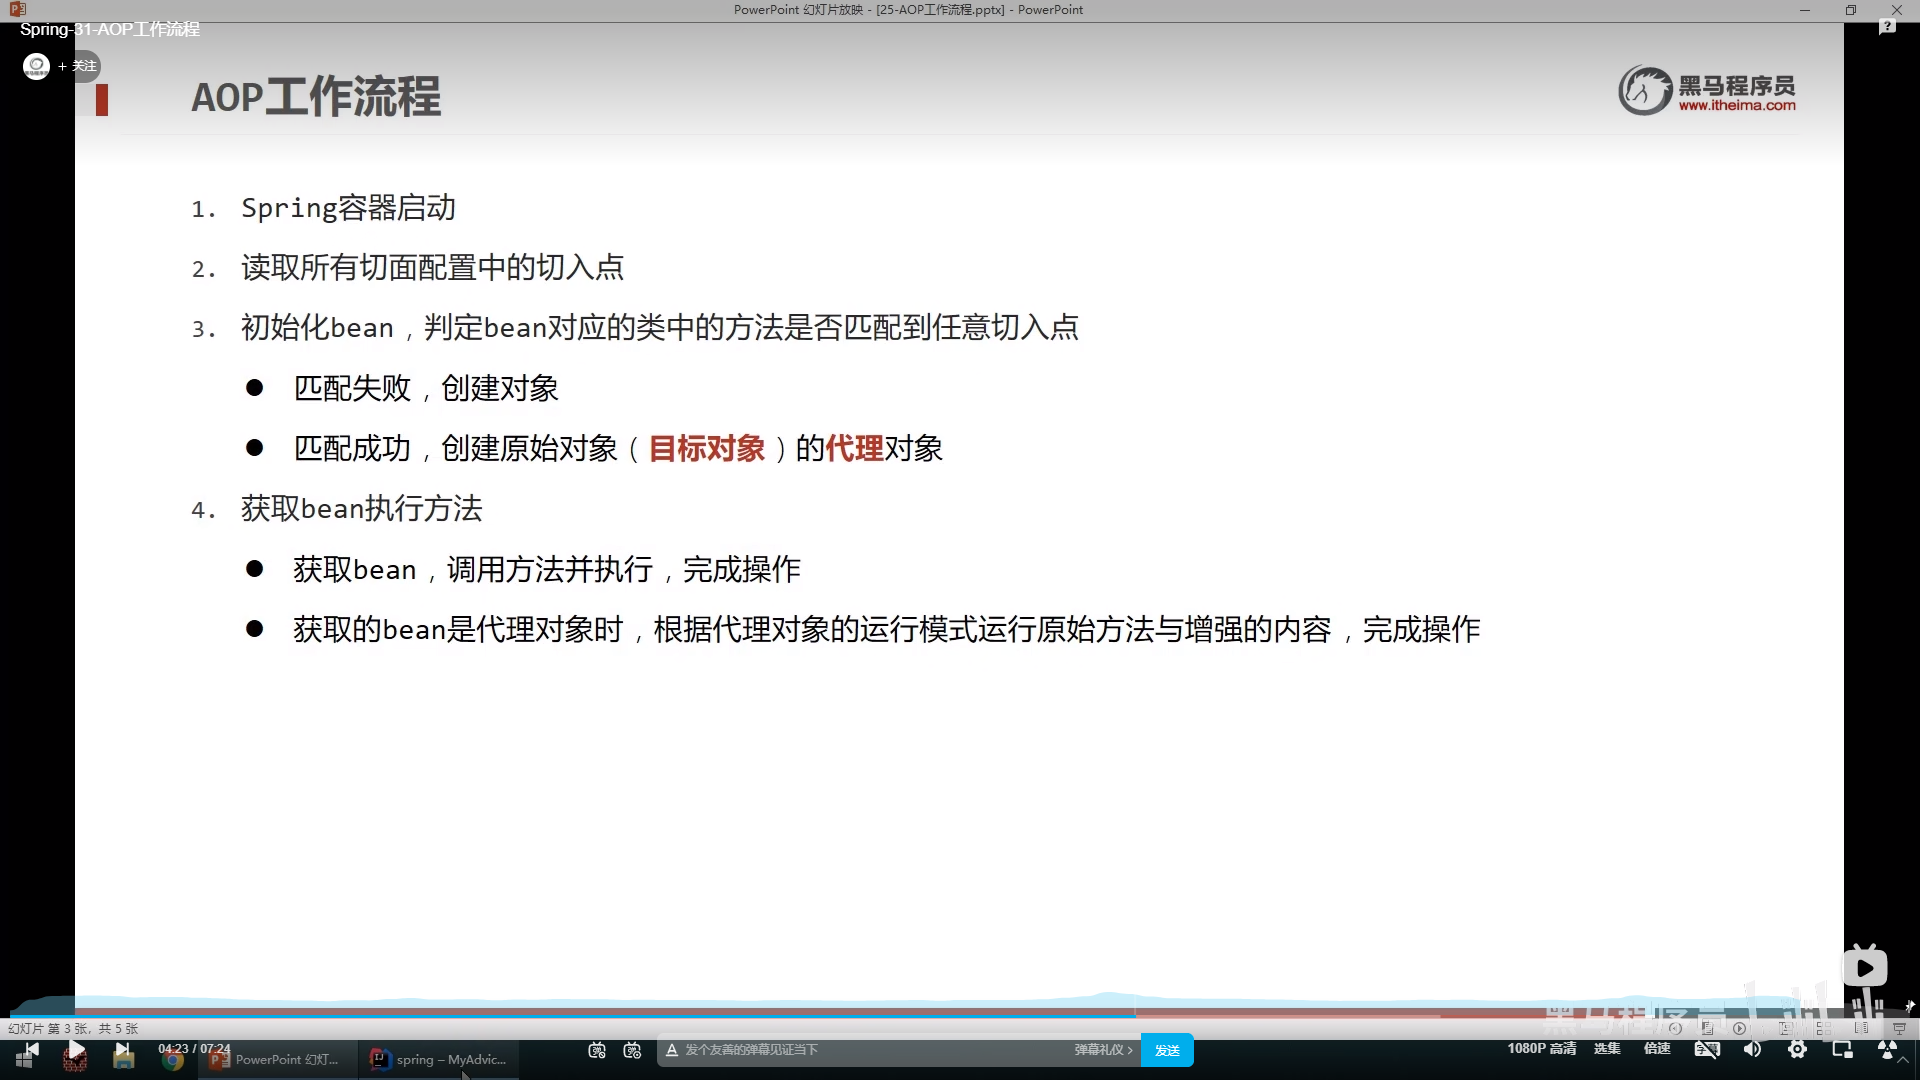 PowerPoint 幻灯片放映 - [25-AOP工作流程.pptx] - PowerPoint
Spring-31-AOP工作流程
+ 关注
AOP工作流程
黑马程序员
www.itheima.com
1. Spring容器启动
2. 读取所有切面配置中的切入点
3. 初始化bean，判定bean对应的类中的方法是否匹配到任意切入点
● 匹配失败，创建对象
● 匹配成功，创建原始对象（目标对象）的代理对象
4. 获取bean执行方法
● 获取bean，调用方法并执行，完成操作
● 获取的bean是代理对象时，根据代理对象的运行模式运行原始方法与增强的内容，完成操作
黑马程序员
幻灯片 第 3 张，共 5 张
04:23 / 07:24
PowerPoint 幻灯...
spring – MyAdvic...
发个友善的弹幕见证当下
弹幕礼仪 >
发送
1080P 高清
选集
倍速